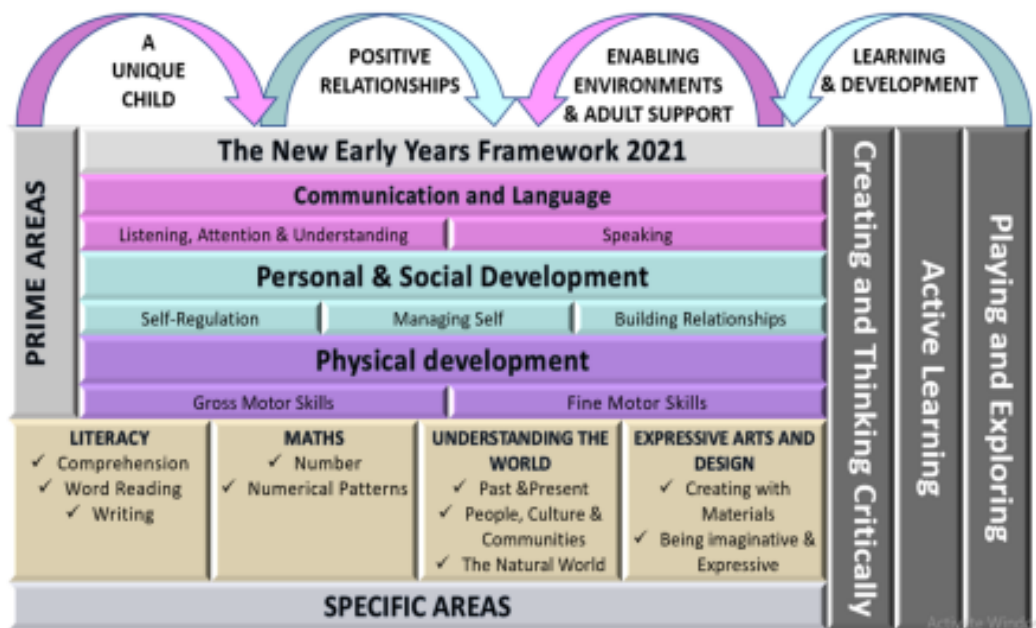 A
UNIQUE
CHILD
POSITIVE
RELATIONSHIPS
ENABLING
ENVIRONMENTS
& ADULT SUPPORT
LEARNING
& DEVELOPMENT
PRIME AREAS
The New Early Years Framework 2021
Communication and Language
Listening, Attention & Understanding
Speaking
Personal & Social Development
Self-Regulation
Managing Self
Building Relationships
Physical development
Gross Motor Skills
Fine Motor Skills
LITERACY
✓ Comprehension
✓ Word Reading
✓ Writing
MATHS
✓ Number
✓ Numerical Patterns
UNDERSTANDING THE
WORLD
✓ Past &Present
✓ People, Culture &
Communities
✓ The Natural World
EXPRESSIVE ARTS AND
DESIGN
✓ Creating with
Materials
✓ Being imaginative &
Expressive
SPECIFIC AREAS
Creating and Thinking Critically
Active Learning
Playing and Exploring
Activate Windo